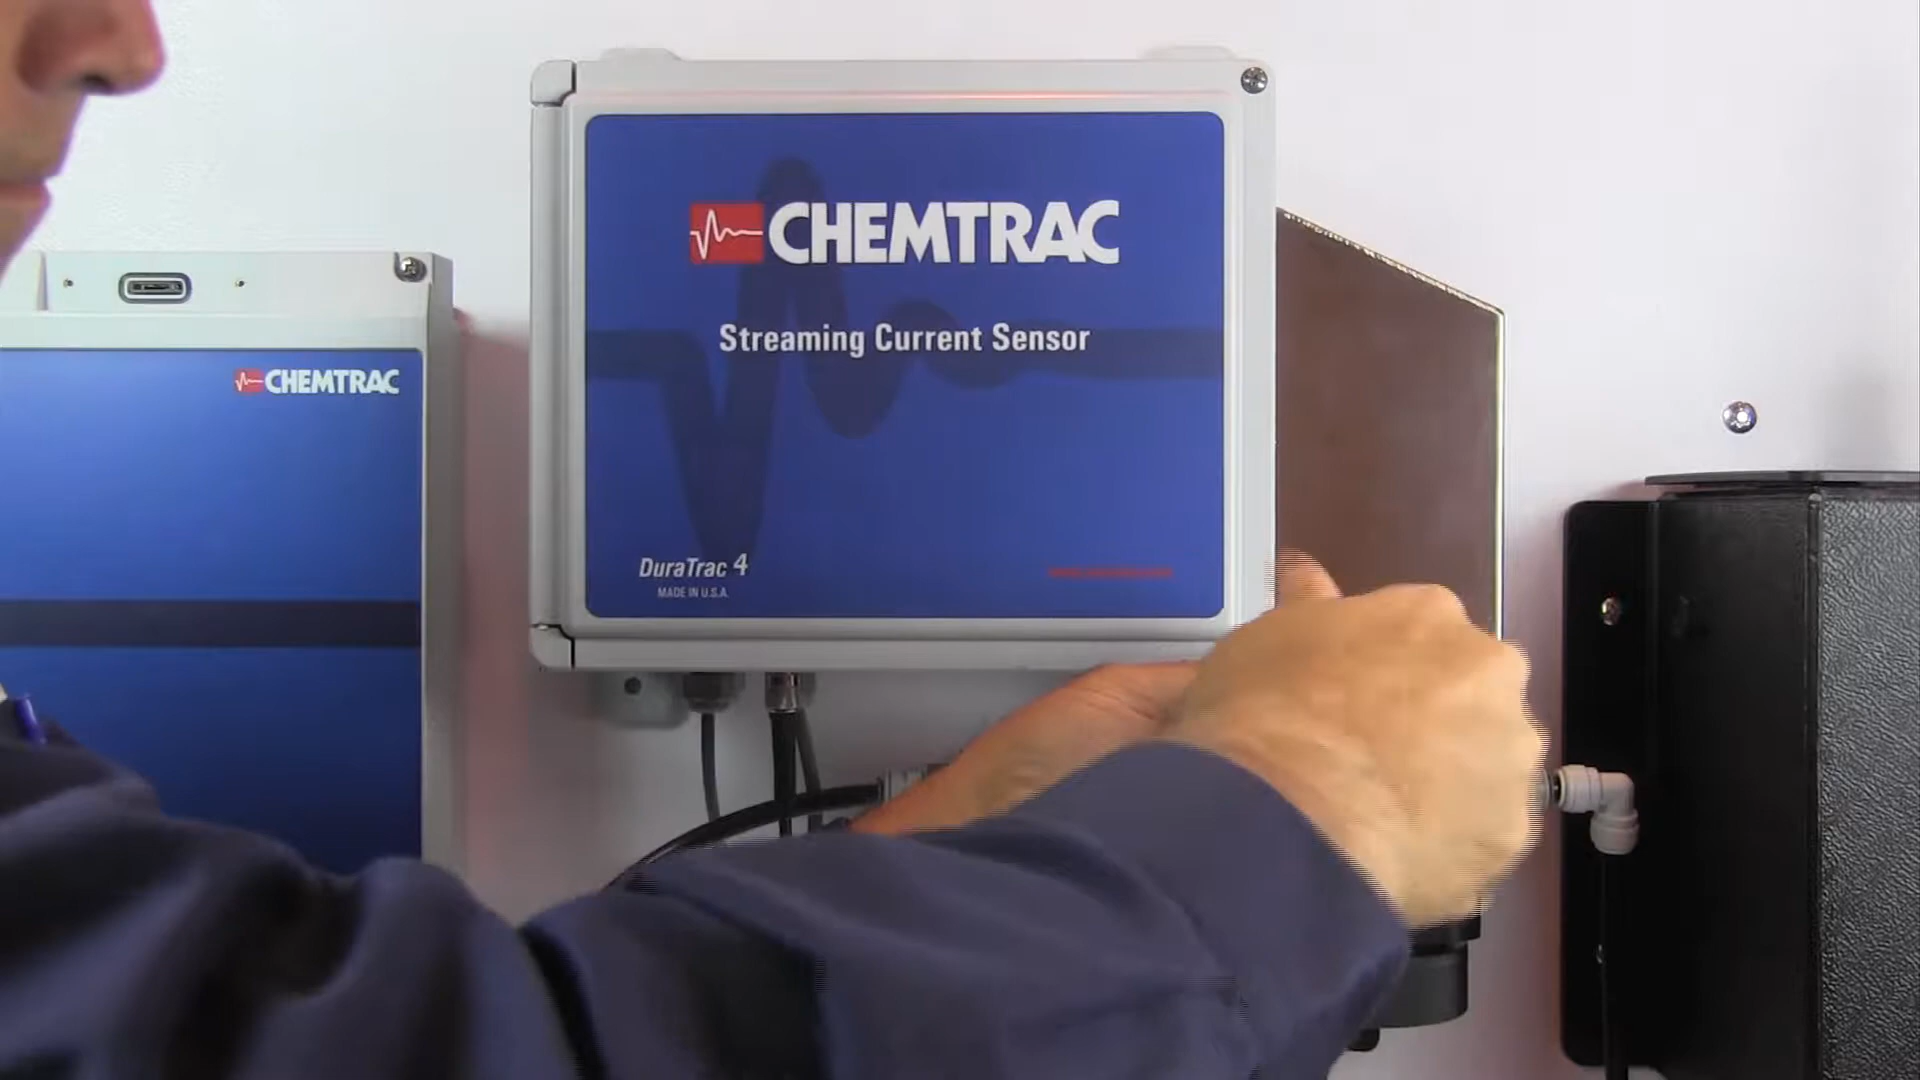 CHEMTRAC
Streaming Current Sensor
DuraTrac 4
MADE IN U.S.A.
CHEMTRAC